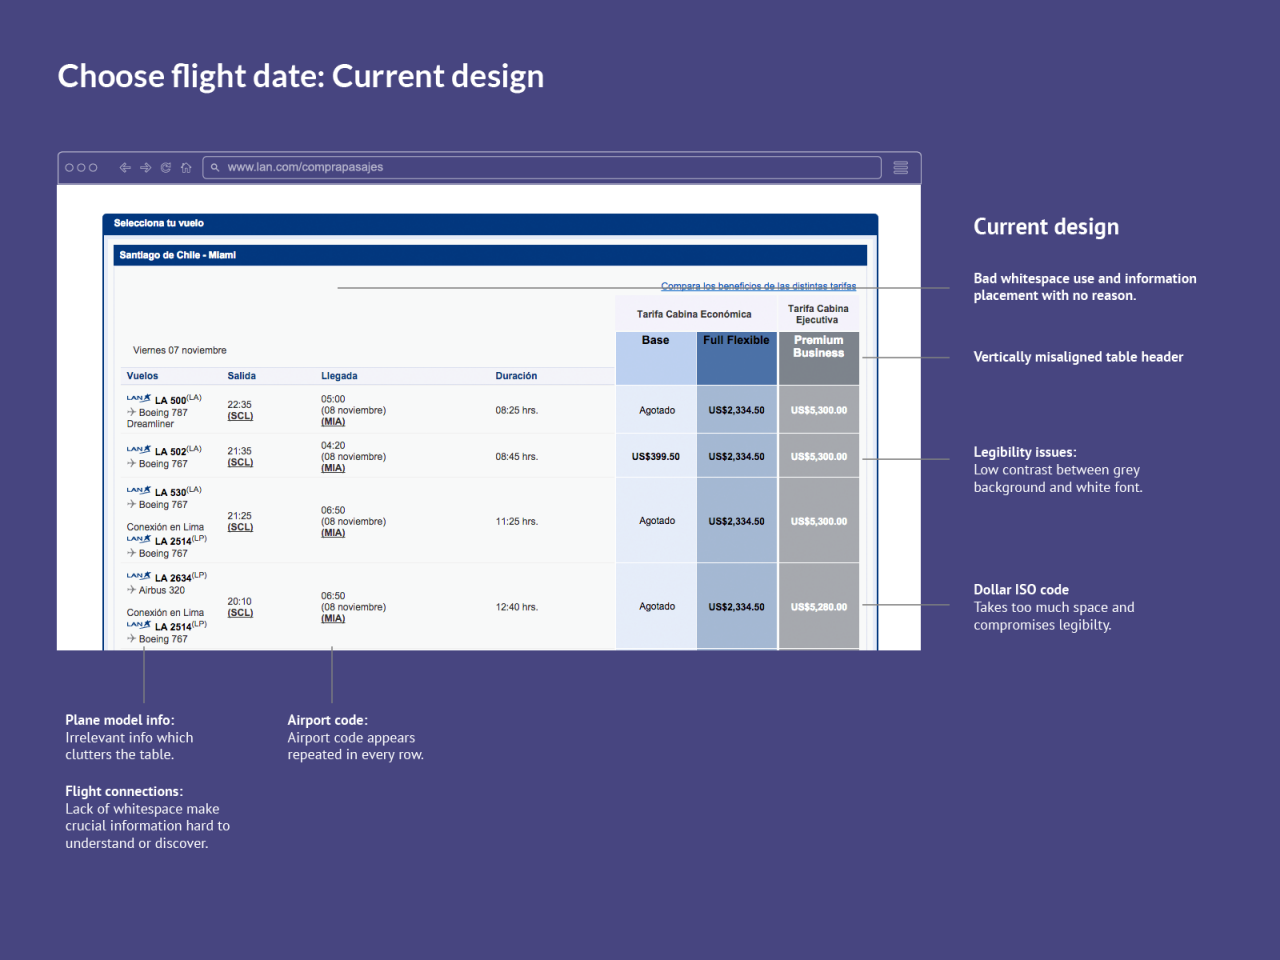 Choose flight date: Current design
www.lan.com/comprapasajes
Selecciona tu vuelo
Santiago de Chile - Miami
Compara los beneficios de las distintas tarifas
Tarifa Cabina Económica
Tarifa Cabina
Ejecutiva
Viernes 07 noviembre
Base
Full Flexible
Premium
Business
Vuelos Salida Llegada Duración
LAN LA 500(LA)
Boeing 787
Dreamliner
22:35
(SCL)
05:00
(08 noviembre)
(MIA)
08:25 hrs.
Agotado
US$2,334.50
US$5,300.00
LAN LA 502(LA)
Boeing 767
21:35
(SCL)
04:20
(08 noviembre)
(MIA)
08:45 hrs.
US$399.50
US$2,334.50
US$5,300.00
LAN LA 530(LA)
Boeing 767
Conexión en Lima
LAN LA 2514(LP)
Boeing 767
21:25
(SCL)
06:50
(08 noviembre)
(MIA)
11:25 hrs.
Agotado
US$2,334.50
US$5,300.00
LAN LA 2634(LP)
Airbus 320
Conexión en Lima
LAN LA 2514(LP)
Boeing 767
20:10
(SCL)
06:50
(08 noviembre)
(MIA)
12:40 hrs.
Agotado
US$2,334.50
US$5,280.00
Current design
Bad whitespace use and information
placement with no reason.
Vertically misaligned table header
Legibility issues:
Low contrast between grey
background and white font.
Dollar ISO code
Takes too much space and
compromises legibilty.
Plane model info:
Irrelevant info which
clutters the table.
Flight connections:
Lack of whitespace make
crucial information hard to
understand or discover.
Airport code:
Airport code appears
repeated in every row.